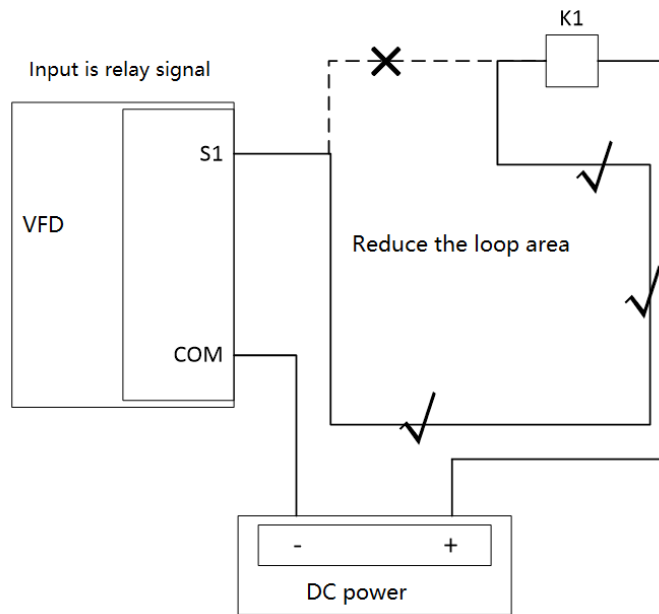 K1
Input is relay signal
S1
VFD
Reduce the loop area
COM
- +
DC power